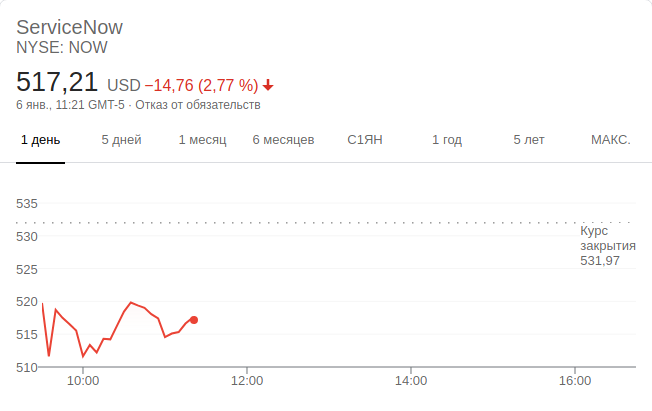 ServiceNow
NYSE: NOW
517,21 USD −14,76 (2,77 %)
6 янв., 11:21 GMT-5 · Отказ от обязательств
1 день 5 дней 1 месяц 6 месяцев С1ЯН 1 год 5 лет МАКС.
535
530
525
520
515
510
Курс
закрытия
531,97
10:00 12:00 14:00 16:00